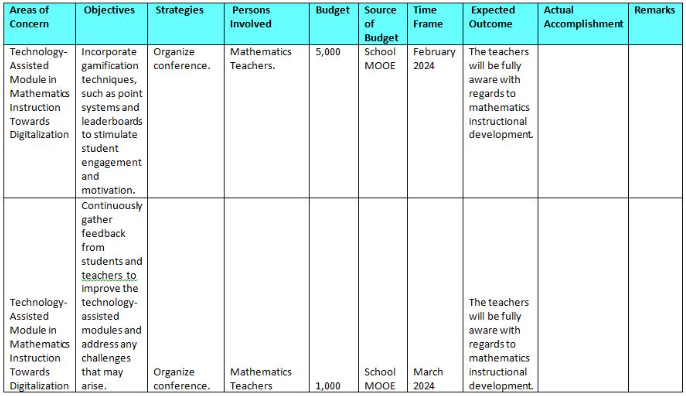 Areas of Concern
Objectives
Strategies
Persons Involved
Budget
Source of Budget
Time Frame
Expected Outcome
Actual Accomplishment
Remarks
Technology-
Assisted
Module in
Mathematics
Instruction
Towards
Digitalization
Incorporate
gamification
techniques,
such as point
systems and
leaderboards
to stimulate
student
engagement
and
motivation.
Organize
conference.
Mathematics
Teachers.
5,000
School
MOOE
February
2024
The teachers
will be fully
aware with
regards to
mathematics
instructional
development.
Technology-
Assisted
Module in
Mathematics
Instruction
Towards
Digitalization
Continuously
gather
feedback
from
students and
teachers to
improve the
technology-
assisted
modules and
address any
challenges
that may
arise.
Organize
conference.
Mathematics
Teachers
1,000
School
MOOE
March
2024
The teachers
will be fully
aware with
regards to
mathematics
instructional
development.